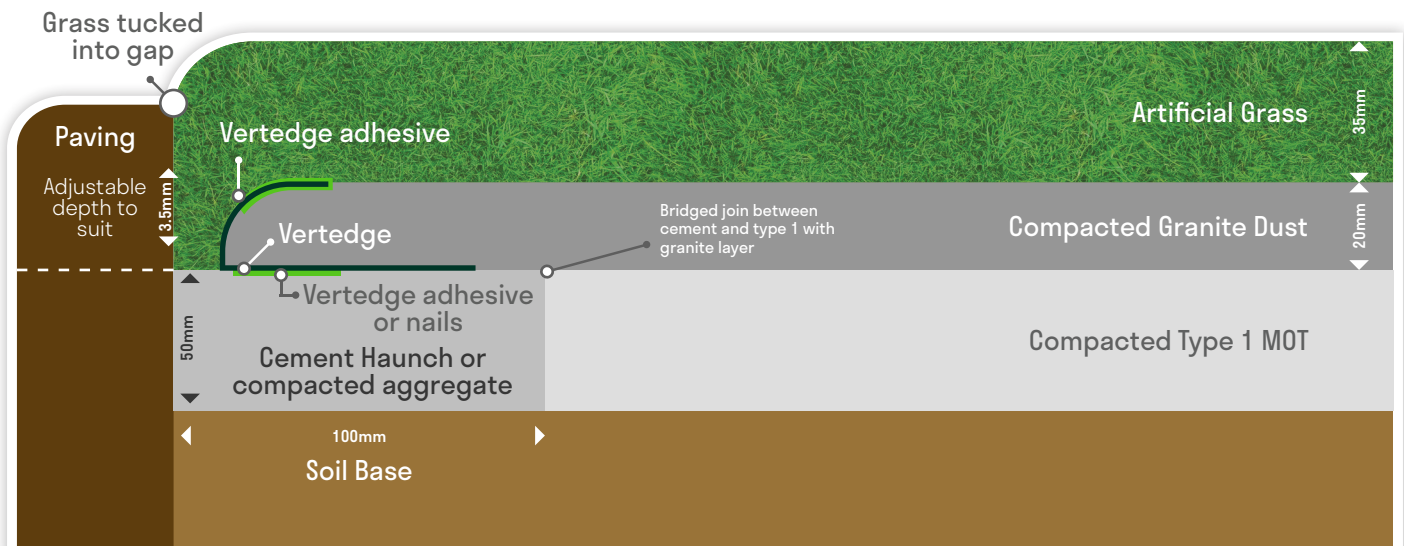 Grass tucked
into gap
Paving
Adjustable
depth to
suit
3.5mm
Vertedge adhesive
Artificial Grass
35mm
Vertedge
Bridged join between
cement and type 1 with
granite layer
Compacted Granite Dust
20mm
Vertedge adhesive
or nails
50mm
Cement Haunch or
compacted aggregate
Compacted Type 1 MOT
100mm
Soil Base